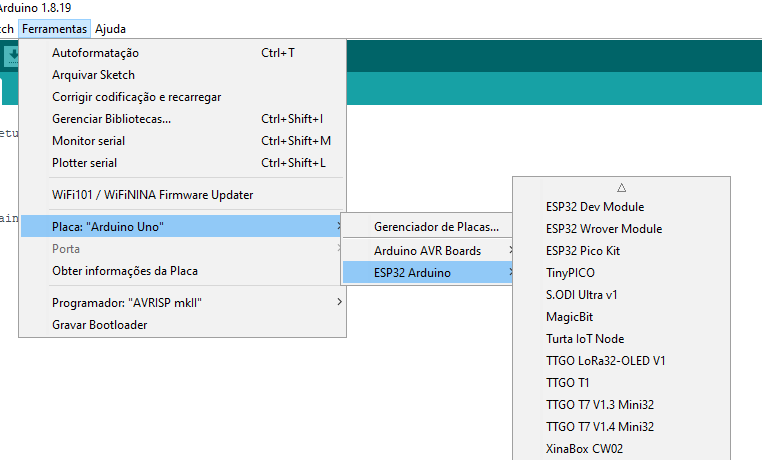 Arduino 1.8.19
tch Ferramentas Ajuda
Autoformatação Ctrl+T
Arquivar Sketch
Corrigir codificação e recarregar
Gerenciar Bibliotecas... Ctrl+Shift+I
Monitor serial Ctrl+Shift+M
Plotter serial Ctrl+Shift+L
WiFi101 / WiFiNINA Firmware Updater
Placa: "Arduino Uno"
Porta
Obter informações da Placa
Programador: "AVRISP mkII"
Gravar Bootloader
etu
ain
Gerenciador de Placas...
Arduino AVR Boards
ESP32 Arduino
△
ESP32 Dev Module
ESP32 Wrover Module
ESP32 Pico Kit
TinyPICO
S.ODI Ultra v1
MagicBit
Turta IoT Node
TTGO LoRa32-OLED V1
TTGO T1
TTGO T7 V1.3 Mini32
TTGO T7 V1.4 Mini32
XinaBox CW02